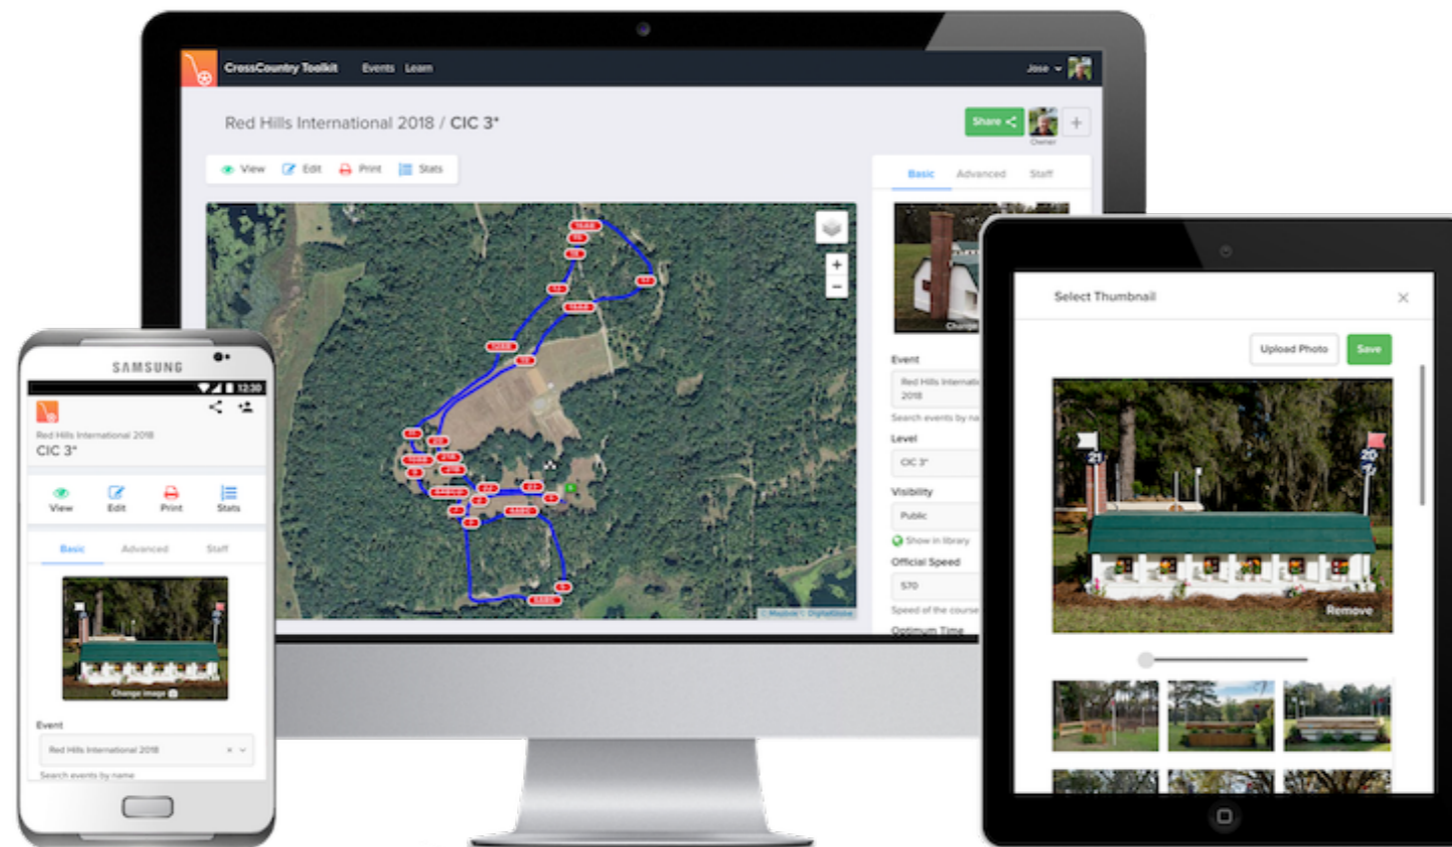 CrossCountry Toolkit Events Learn Jose
Red Hills International 2018 / CIC 3*
Share
Owner
View Edit Print Stats
Basic Advanced Staff
Change
Event
Red Hills Internatio
2018
Search events by na
Level
CIC 3*
Visibility
Public
Show in library
Official Speed
570
Speed of the course
Optimum Time
© Mapbox © DigitalGlobe
SAMSUNG
12:30
Red Hills International 2018
CIC 3*
View Edit Print Stats
Basic Advanced Staff
Change image
Event
Red Hills International 2018
Search events by name
Select Thumbnail
Upload Photo Save
21 20
Remove